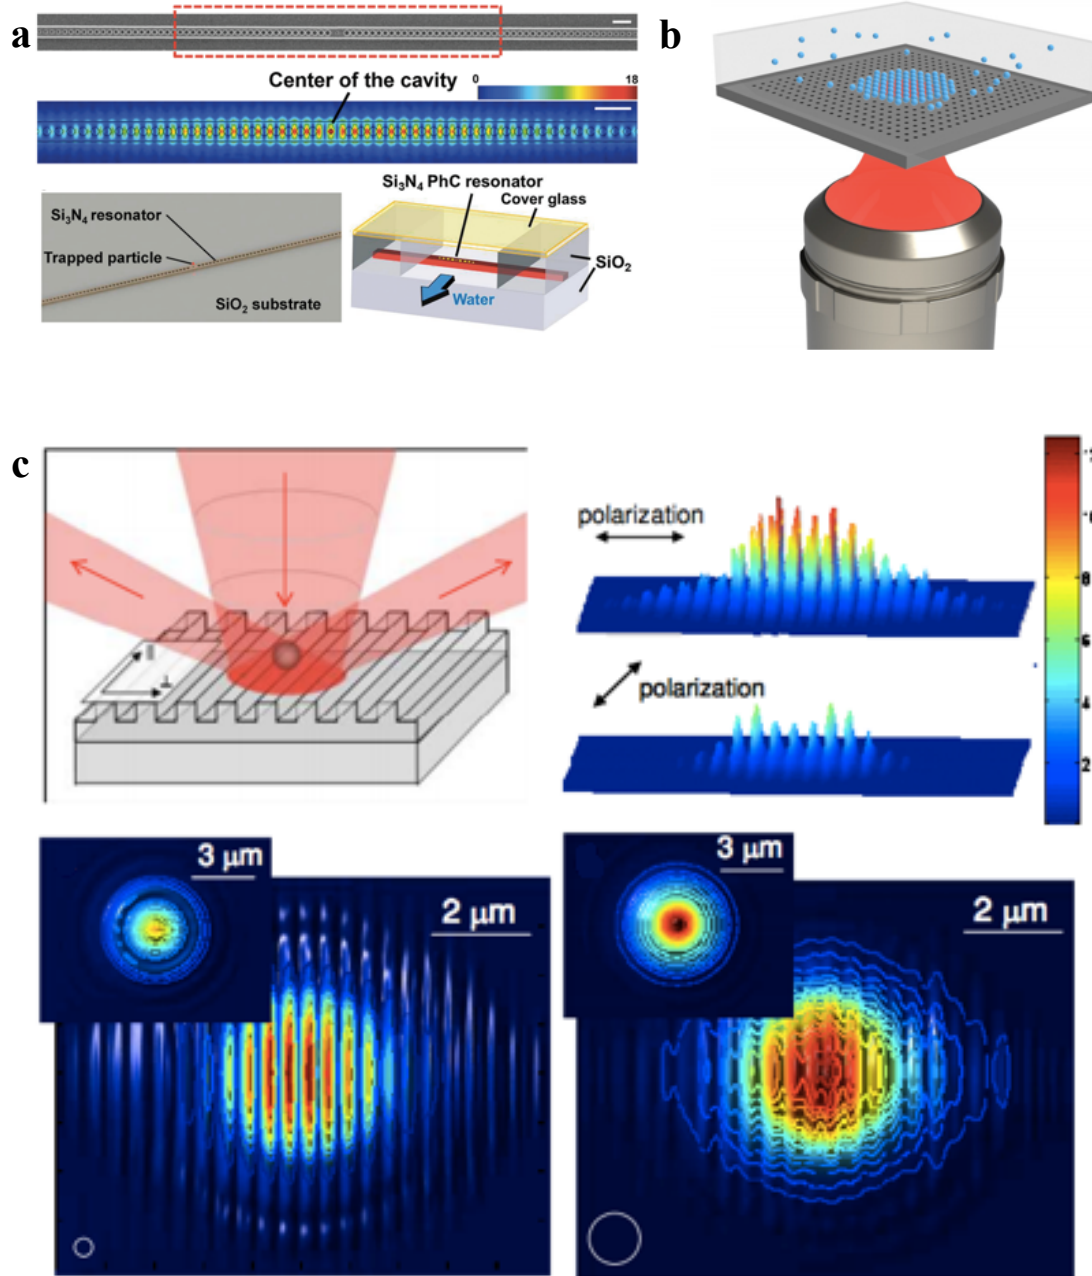 a
b
0
18
Center of the cavity
Si₃N₄ PhC resonator
Cover glass
Si₃N₄ resonator
Trapped particle
SiO₂ substrate
SiO₂
Water
c
polarization
polarization
8
6
4
2
3 μm
2 μm
3 μm
2 μm